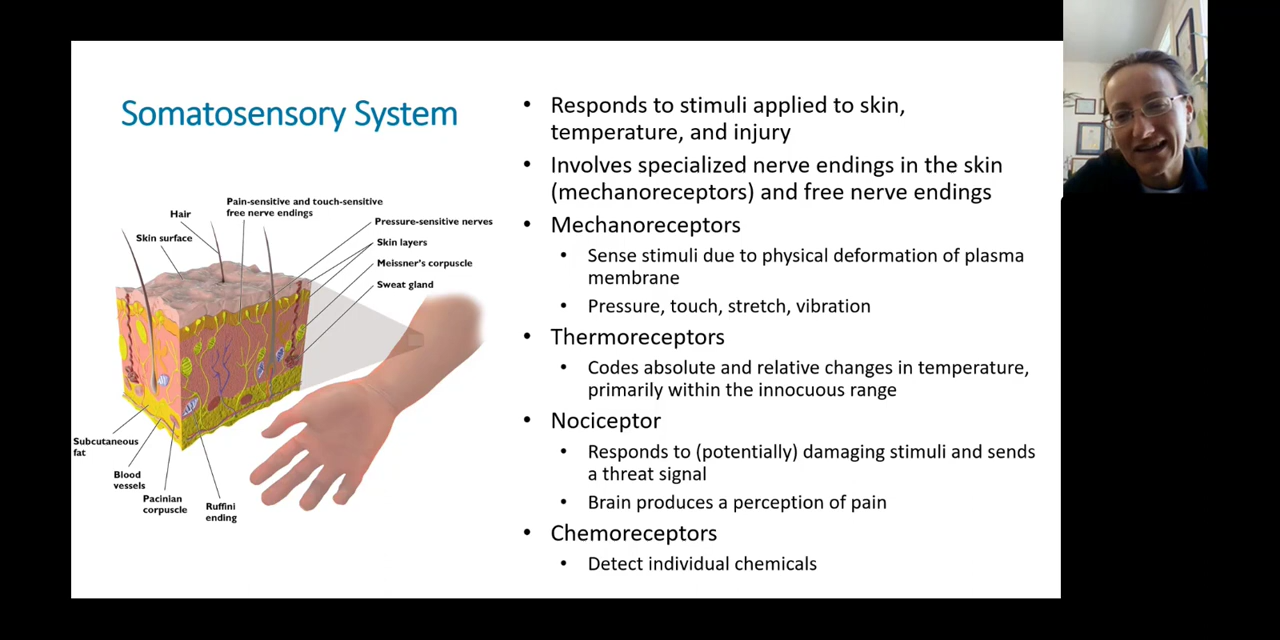 Somatosensory System
Pain-sensitive and touch-sensitive
free nerve endings
Hair
Pressure-sensitive nerves
Skin surface
Skin layers
Meissner's corpuscle
Sweat gland
Subcutaneous
fat
Blood
vessels
Pacinian
corpuscle
Ruffini
ending
• Responds to stimuli applied to skin,
temperature, and injury
• Involves specialized nerve endings in the skin
(mechanoreceptors) and free nerve endings
• Mechanoreceptors
• Sense stimuli due to physical deformation of plasma
membrane
• Pressure, touch, stretch, vibration
• Thermoreceptors
• Codes absolute and relative changes in temperature,
primarily within the innocuous range
• Nociceptor
• Responds to (potentially) damaging stimuli and sends
a threat signal
• Brain produces a perception of pain
• Chemoreceptors
• Detect individual chemicals